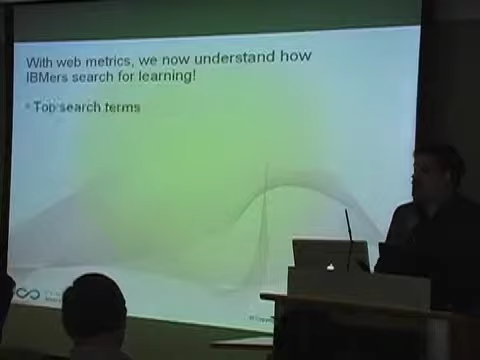 With web metrics, we now understand how
IBMers search for learning!
Top search terms